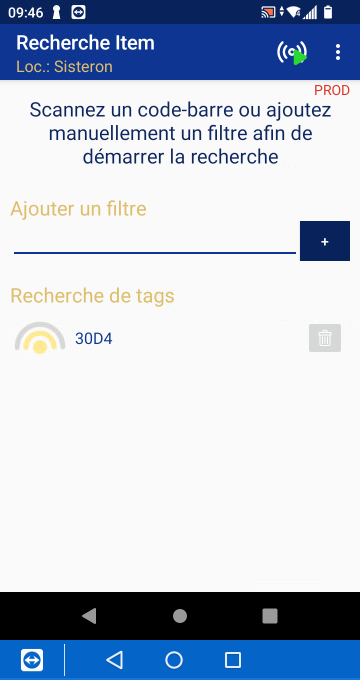 09:46
Recherche Item
Loc.: Sisteron
PROD
Scannez un code-barre ou ajoutez
manuellement un filtre afin de
démarrer la recherche
Ajouter un filtre
+
Recherche de tags
30D4